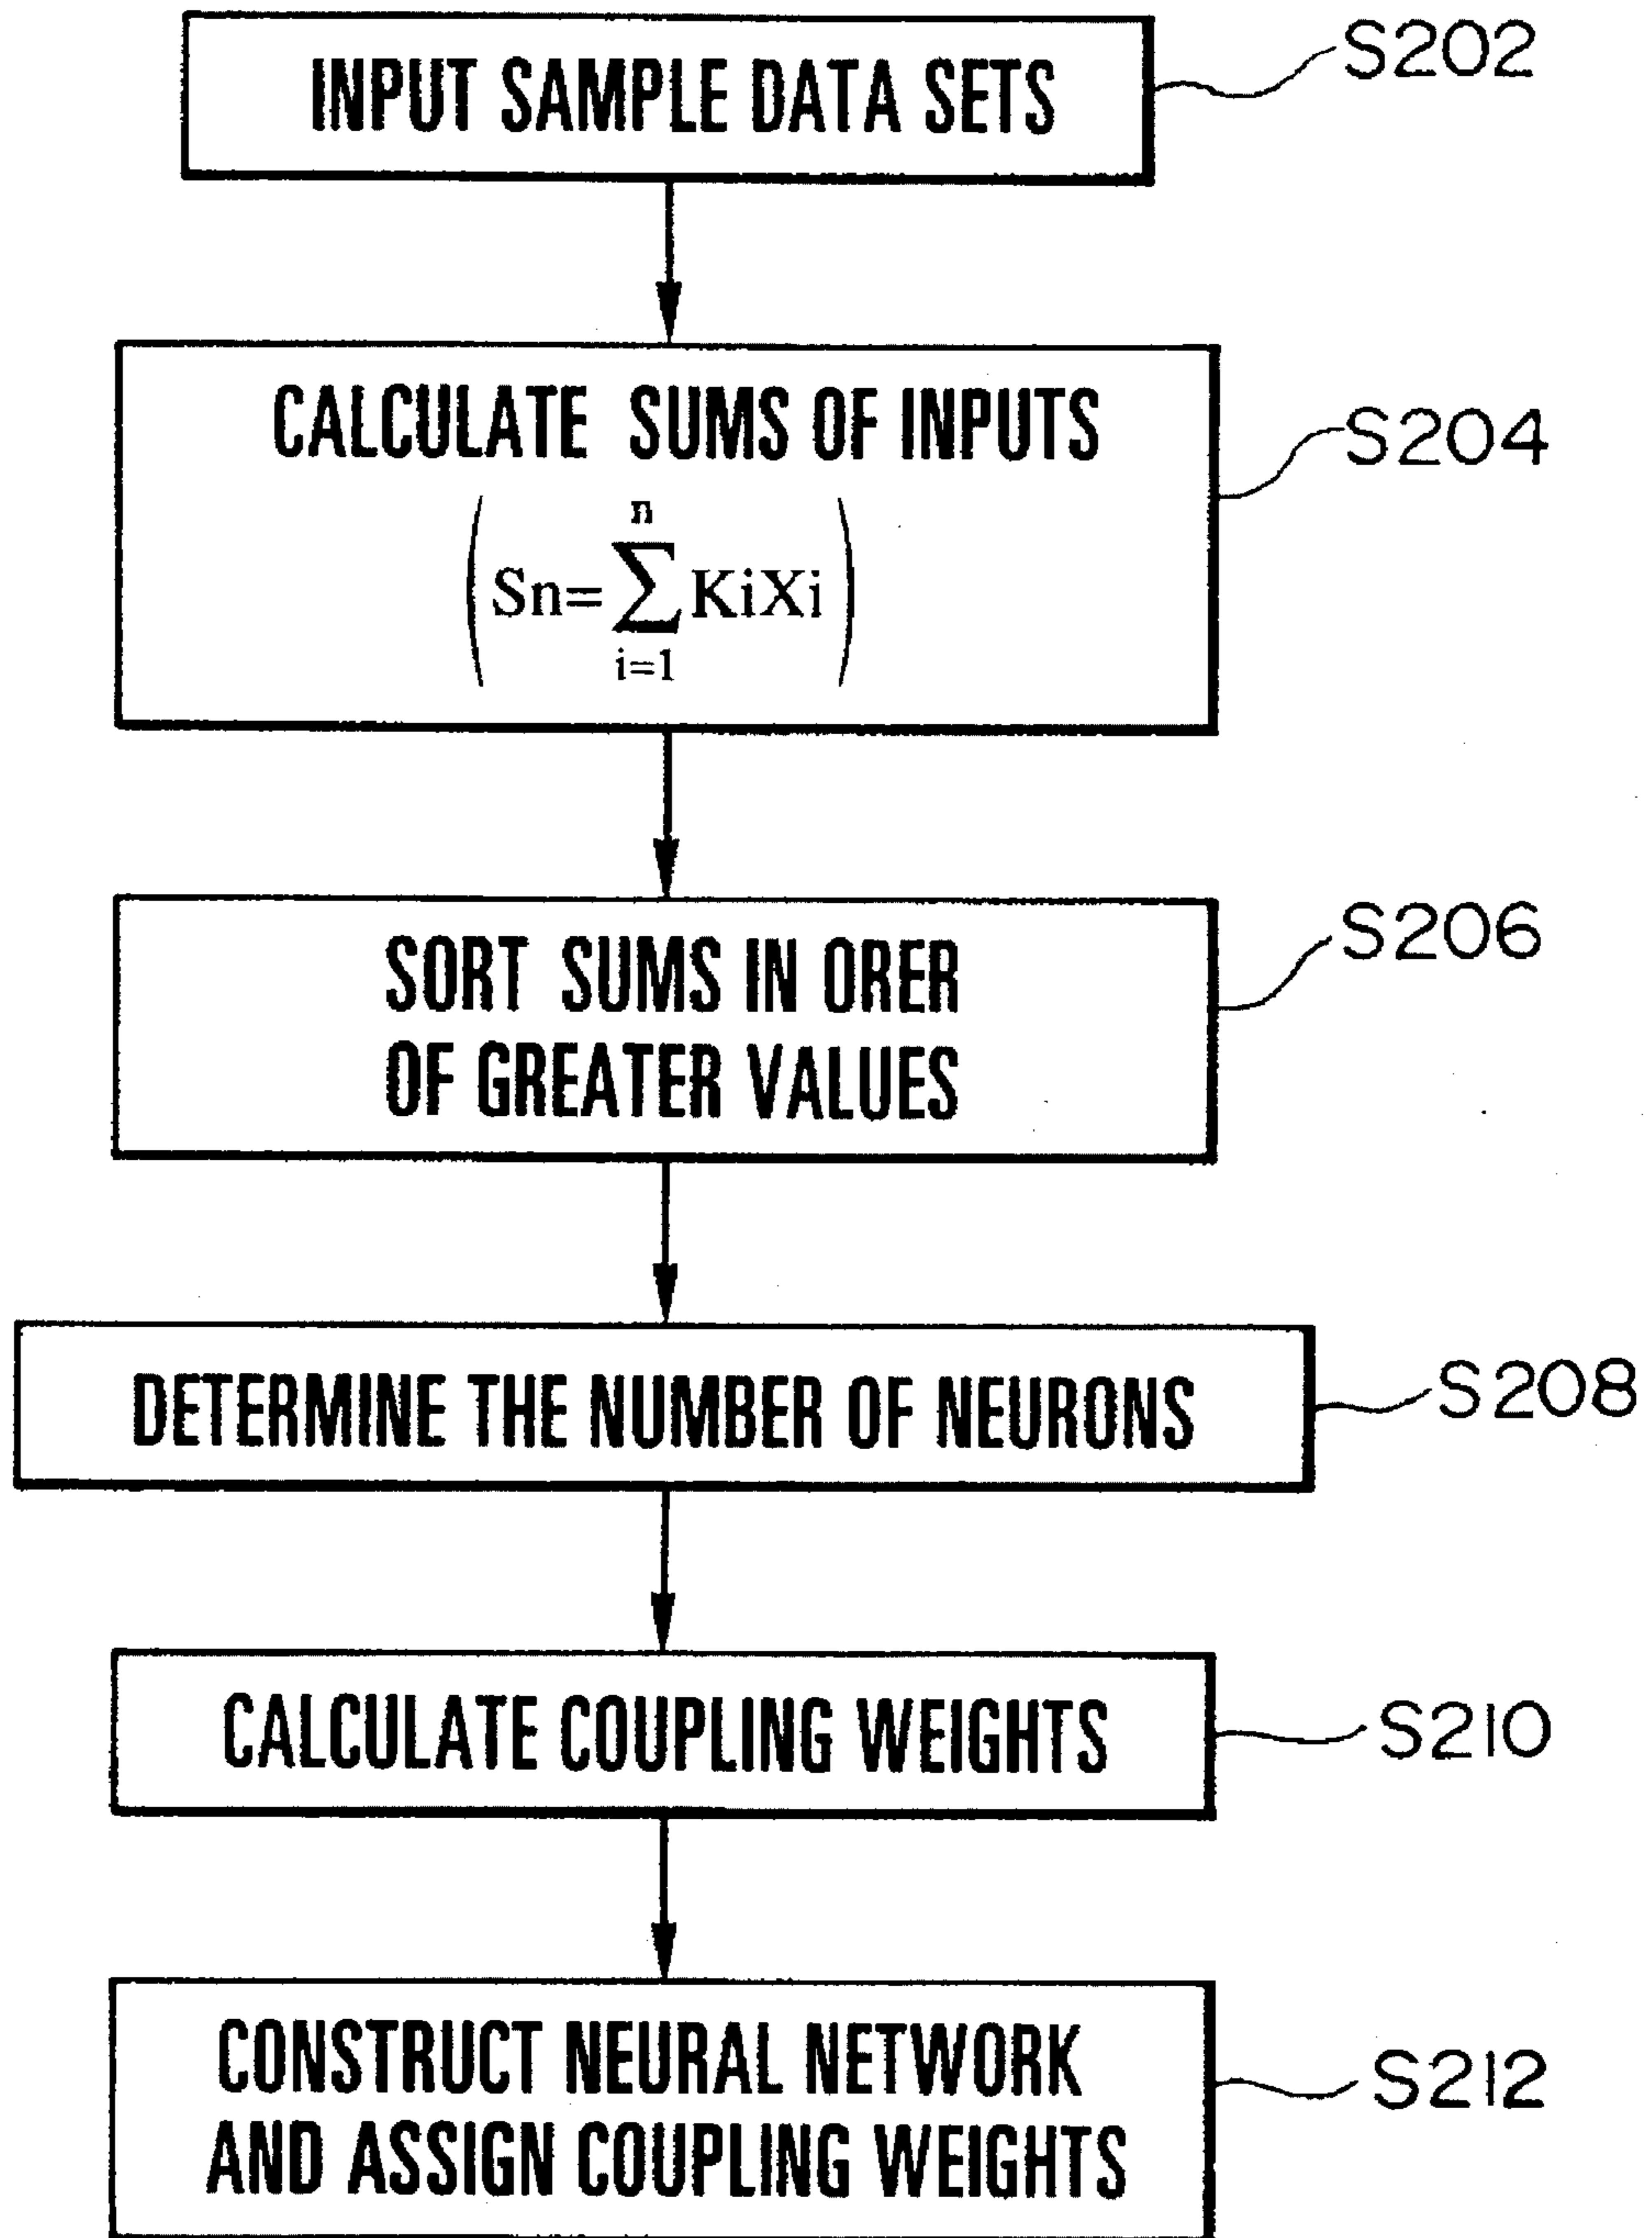 INPUT SAMPLE DATA SETS
S202
CALCULATE SUMS OF INPUTS
S204
n
(Sn=∑KiXi)
i=1
SORT SUMS IN ORER
OF GREATER VALUES
S206
DETERMINE THE NUMBER OF NEURONS
S208
CALCULATE COUPLING WEIGHTS
S210
CONSTRUCT NEURAL NETWORK
AND ASSIGN COUPLING WEIGHTS
S212